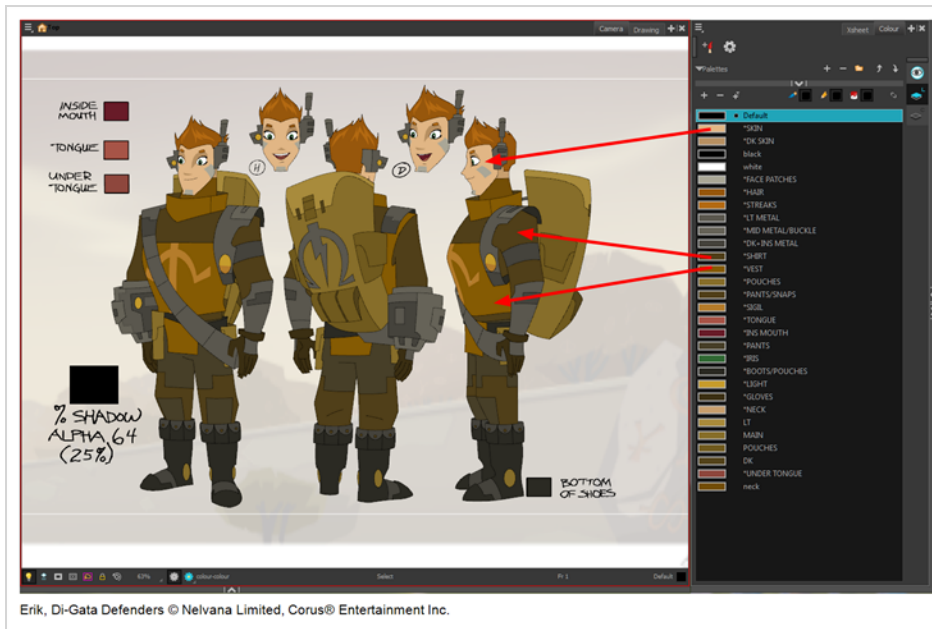 Top
Camera
Drawing
Xsheet
Colour
Palettes
INSIDE
MOUTH
TONGUE
UNDER
TONGUE
H
D
% SHADOW
ALPHA 64
(25%)
BOTTOM
OF SHOES
Default
*SKIN
*DK SKIN
black
white
*FACE PATCHES
*HAIR
*STREAKS
*LT METAL
*MID METAL/BUCKLE
*DK+INS METAL
*SHIRT
*VEST
*POUCHES
*PANTS/SNAPS
*SIGIL
*TONGUE
*INS MOUTH
*PANTS
*IRIS
*BOOTS/POUCHES
*LIGHT
*GLOVES
*NECK
LT
MAIN
POUCHES
DK
*UNDER TONGUE
neck
63%
colour-colour
Select
Fr 1
Default
Erik, Di-Gata Defenders © Nelvana Limited, Corus® Entertainment Inc.